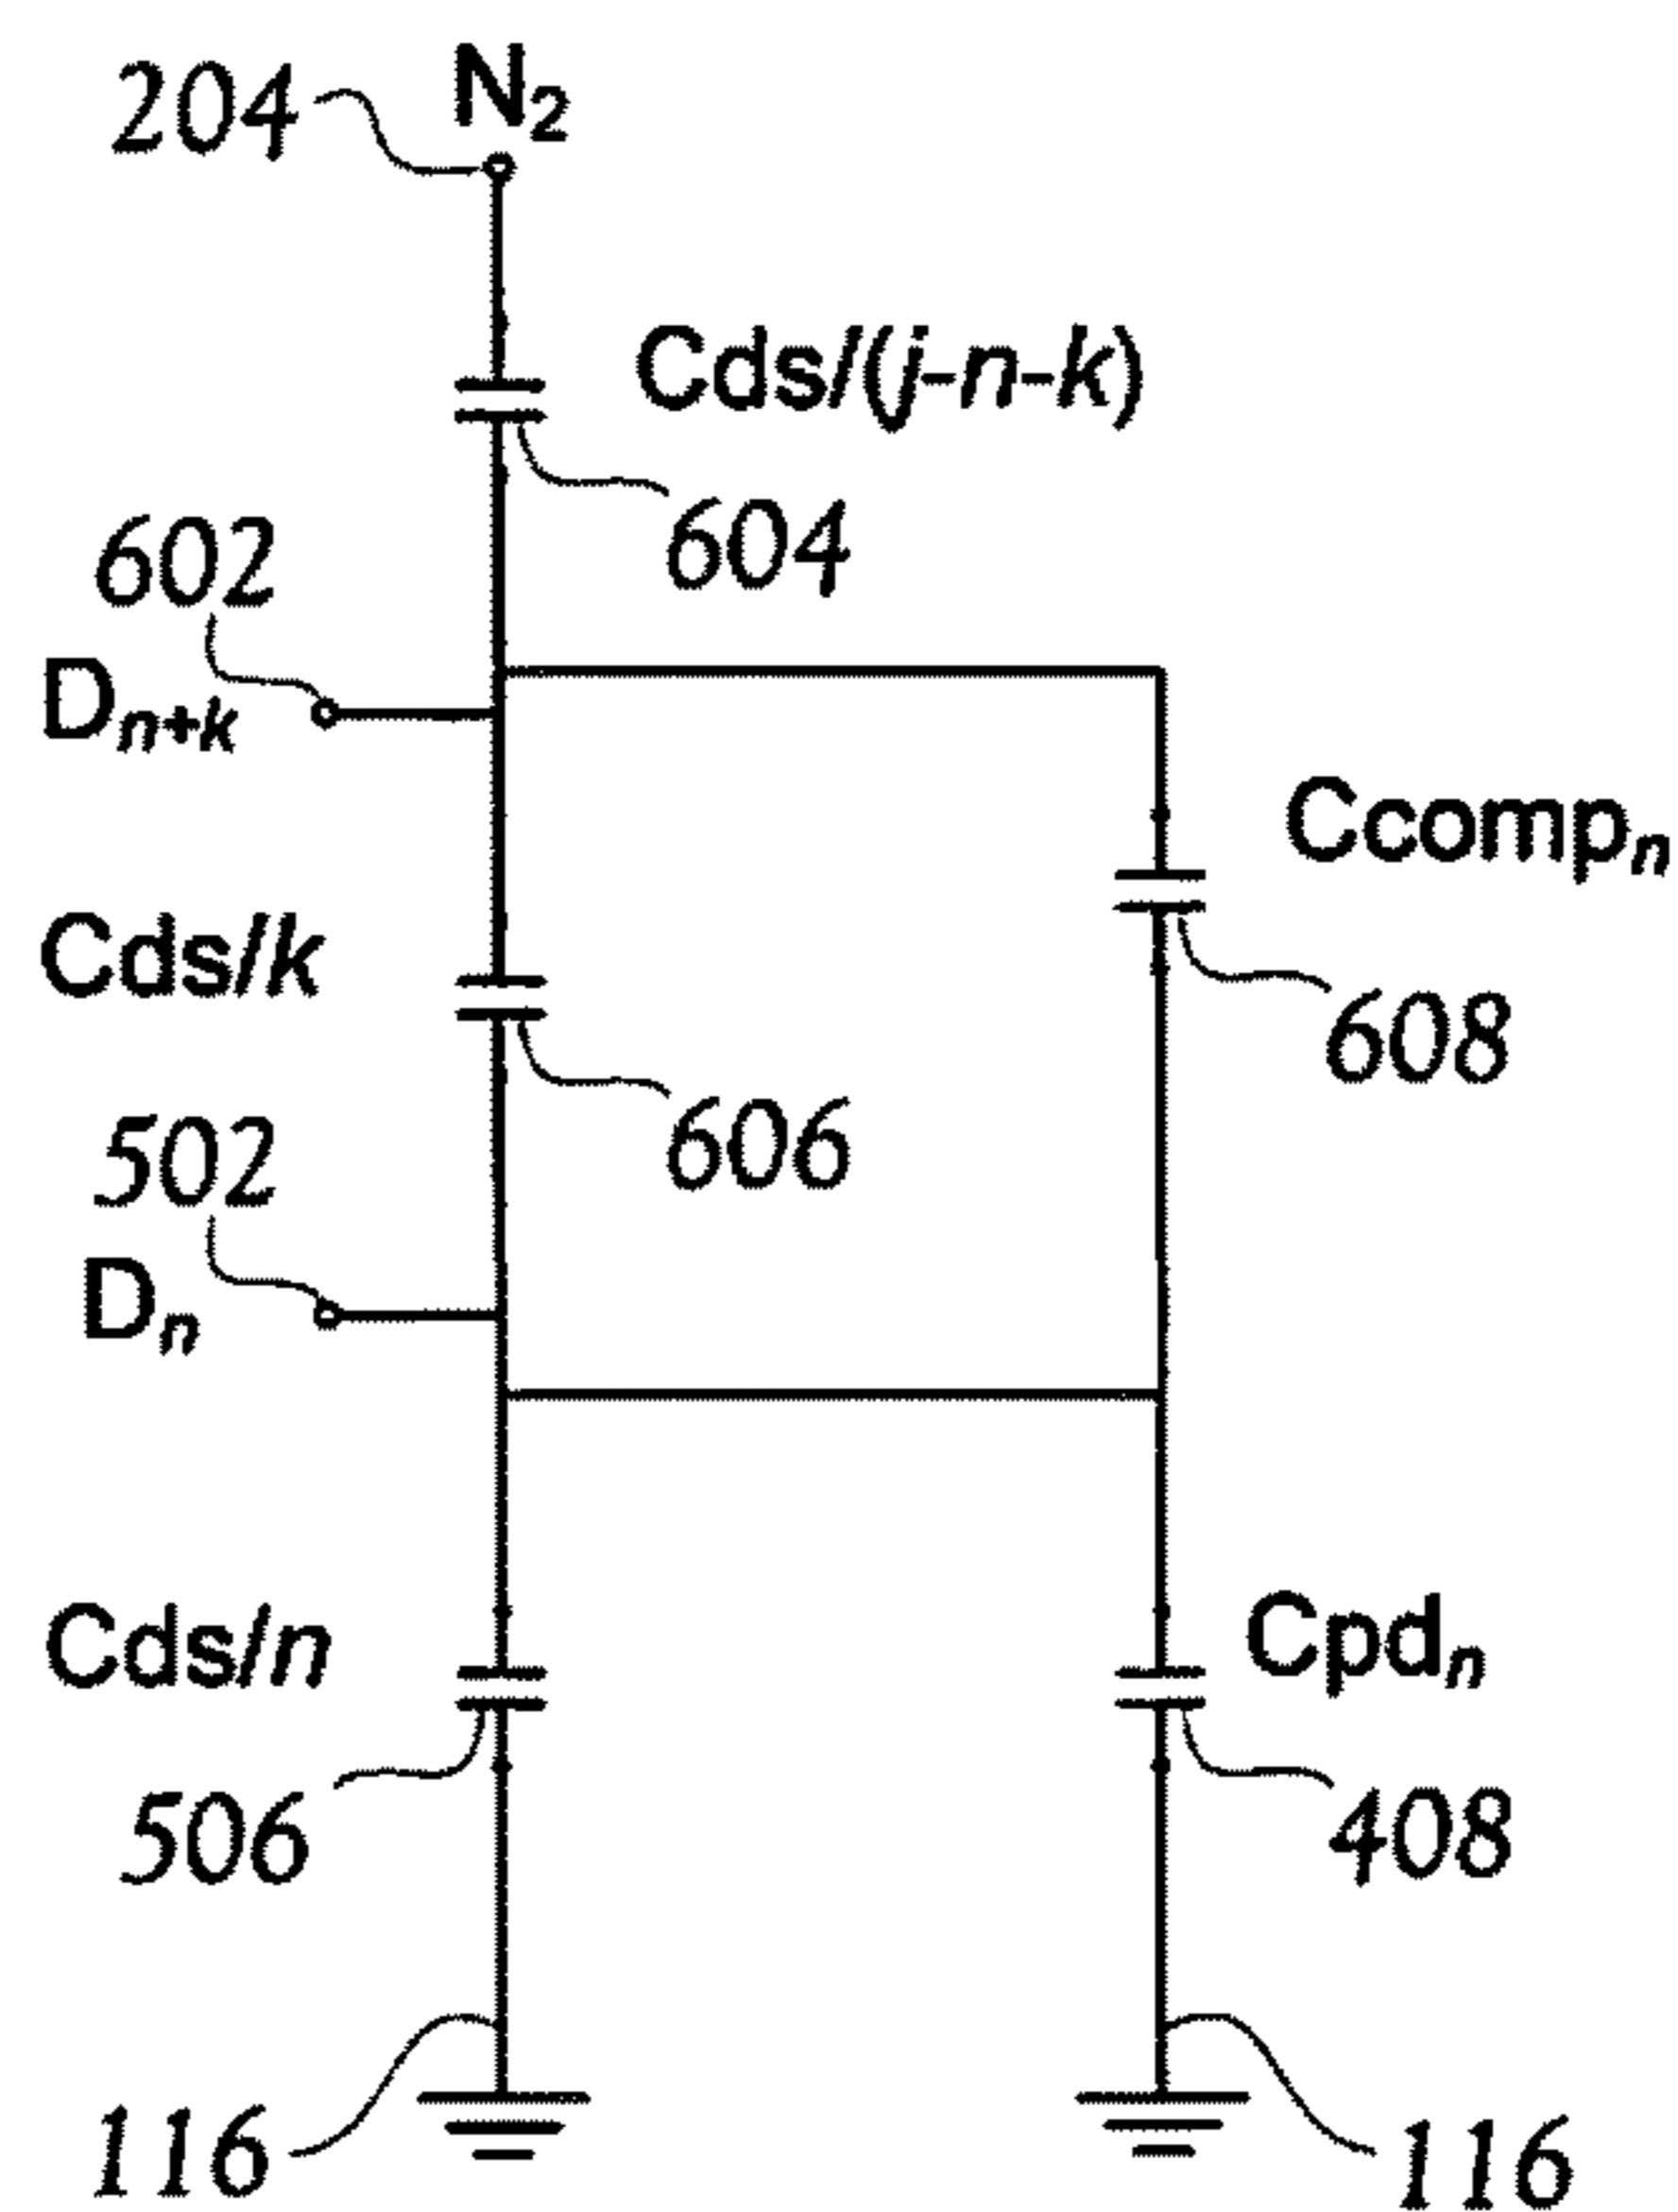 204 N₂
Cds/(j-n-k)
604
602
Dₙ₊ₖ
Ccompₙ
Cds/k
608
606
502
Dₙ
Cds/n
Cpdₙ
506
408
116
116